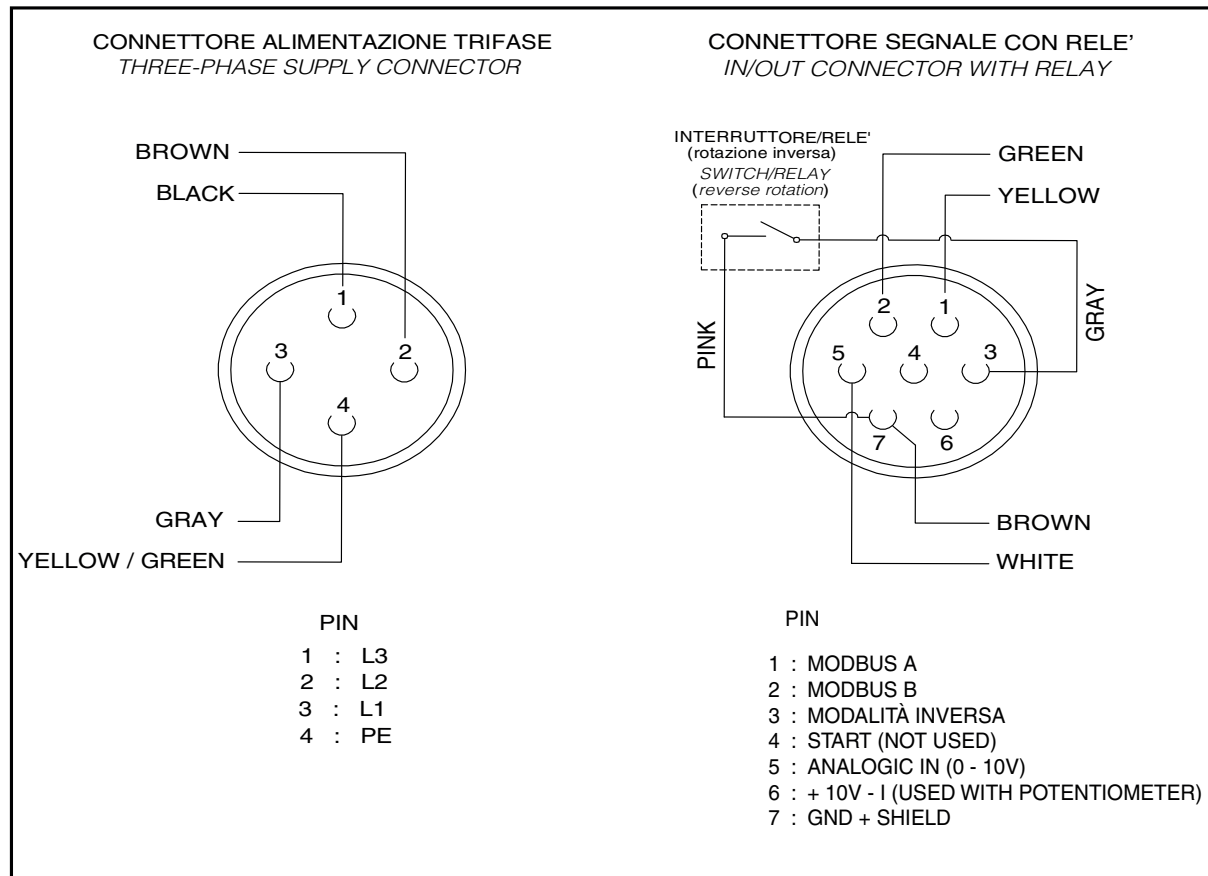 CONNETTORE ALIMENTAZIONE TRIFASE
THREE-PHASE SUPPLY CONNECTOR
BROWN
BLACK
1
3
2
4
GRAY
YELLOW / GREEN
PIN
1 : L3
2 : L2
3 : L1
4 : PE
CONNETTORE SEGNALE CON RELE'
IN/OUT CONNECTOR WITH RELAY
INTERRUTTORE/RELE'
(rotazione inversa)
SWITCH/RELAY
(reverse rotation)
GREEN
YELLOW
PINK
GRAY
2
1
5
4
3
7
6
BROWN
WHITE
PIN
1 : MODBUS A
2 : MODBUS B
3 : MODALITÀ INVERSA
4 : START (NOT USED)
5 : ANALOGIC IN (0 - 10V)
6 : + 10V - I (USED WITH POTENTIOMETER)
7 : GND + SHIELD